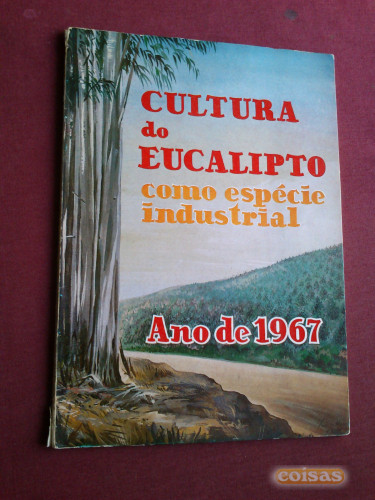 CULTURA
do
EUCALIPTO
como espécie
industrial
Ano de 1967
coisas